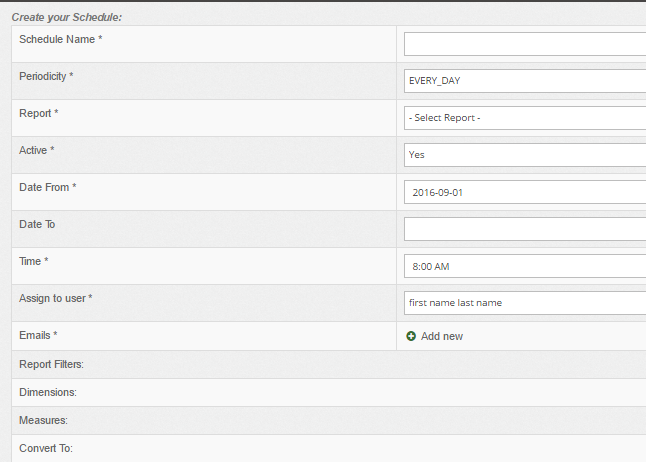 Create your Schedule:
Schedule Name *
Periodicity * EVERY_DAY
Report * - Select Report -
Active * Yes
Date From * 2016-09-01
Date To
Time * 8:00 AM
Assign to user * first name last name
Emails * Add new
Report Filters:
Dimensions:
Measures:
Convert To: